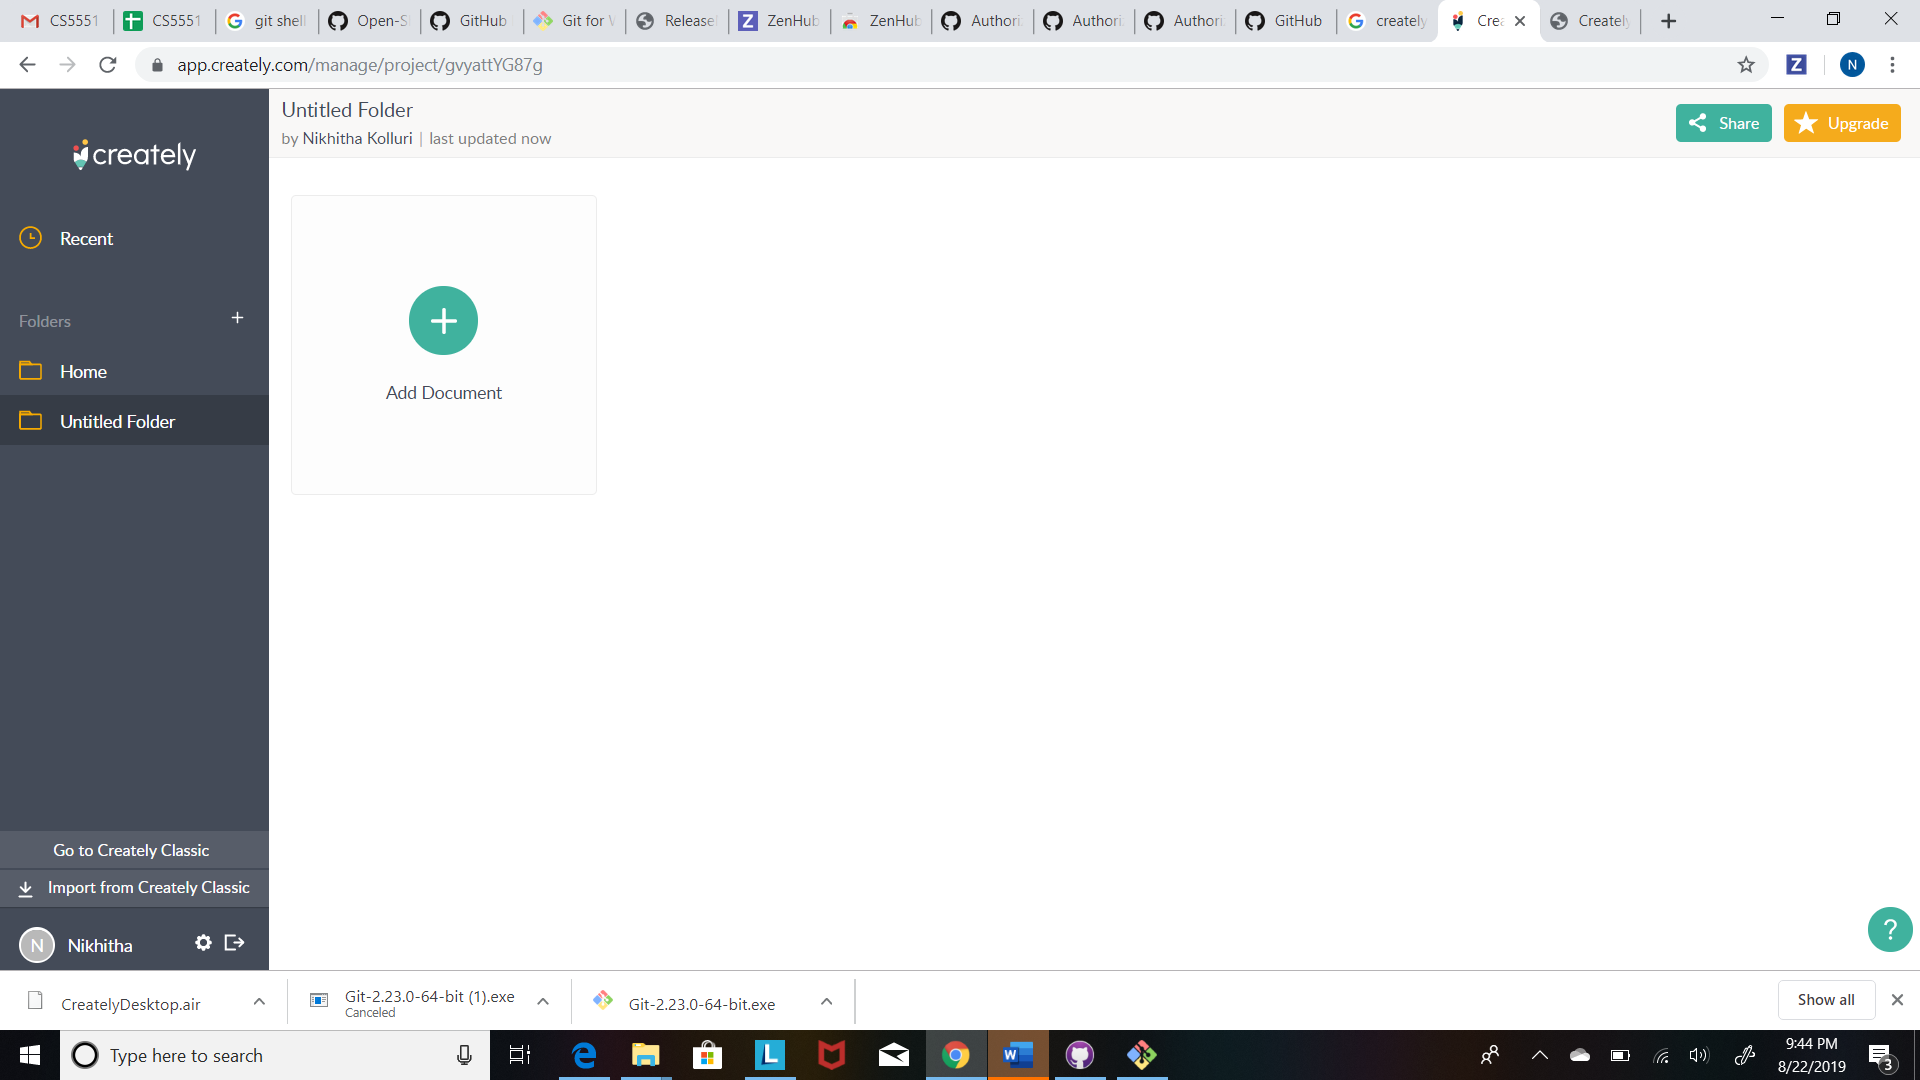 CS5551
CS5551
git shell
Open-S
GitHub
Git for W
Release
ZenHub
ZenHub
Authori
Authori
Authori
GitHub
creately
Crea
Creately
app.creately.com/manage/project/gvyattYG87g
N
Untitled Folder
by Nikhitha Kolluri | last updated now
Share
Upgrade
creately
Recent
Folders
Home
Untitled Folder
Add Document
Go to Creately Classic
Import from Creately Classic
N
Nikhitha
?
CreatelyDesktop.air
Git-2.23.0-64-bit (1).exe
Canceled
Git-2.23.0-64-bit.exe
Show all
Type here to search
9:44 PM
8/22/2019
3